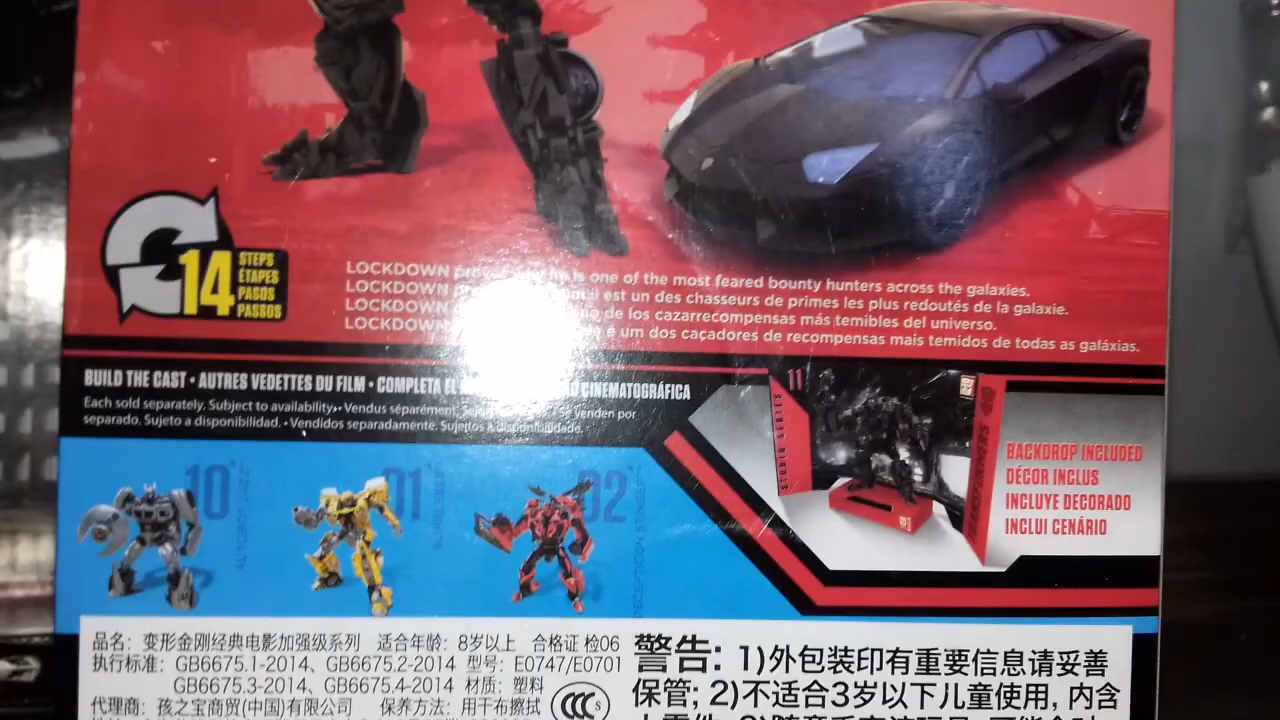 14
STEPS
ÉTAPES
PASOS
PASSOS
LOCKDOWN is one of the most feared bounty hunters across the galaxies.
LOCKDOWN est un des chasseurs de primes les plus redoutés de la galaxie.
LOCKDOWN de los cazarrecompensas más temibles del universo.
LOCKDOWN é um dos caçadores de recompensas mais temidos de todas as galáxias.
BUILD THE CAST • AUTRES VEDETTES DU FILM • COMPLETA EL CINEMATOGRÁFICA
Each sold separately. Subject to availability. • Vendus séparément. Se venden por
separado. Sujeto a disponibilidad. • Vendidos separadamente. Sujeitos à disponibilidade.
11
STUDIO SERIES
BACKDROP INCLUDED
DÉCOR INCLUS
INCLUYE DECORADO
INCLUI CENÁRIO
10
AUTOBOT JAZZ
01
BUMBLEBEE
02
DECEPTICON STINGER
品名：变形金刚经典电影加强级系列 适合年龄：8岁以上 合格证 检06
执行标准：GB6675.1-2014、GB6675.2-2014 型号：E0747/E0701
GB6675.3-2014、GB6675.4-2014 材质：塑料
代理商：孩之宝商贸(中国)有限公司 保养方法：用干布擦拭
CCC S
警告：1)外包装印有重要信息请妥善
保管；2)不适合3岁以下儿童使用，内含